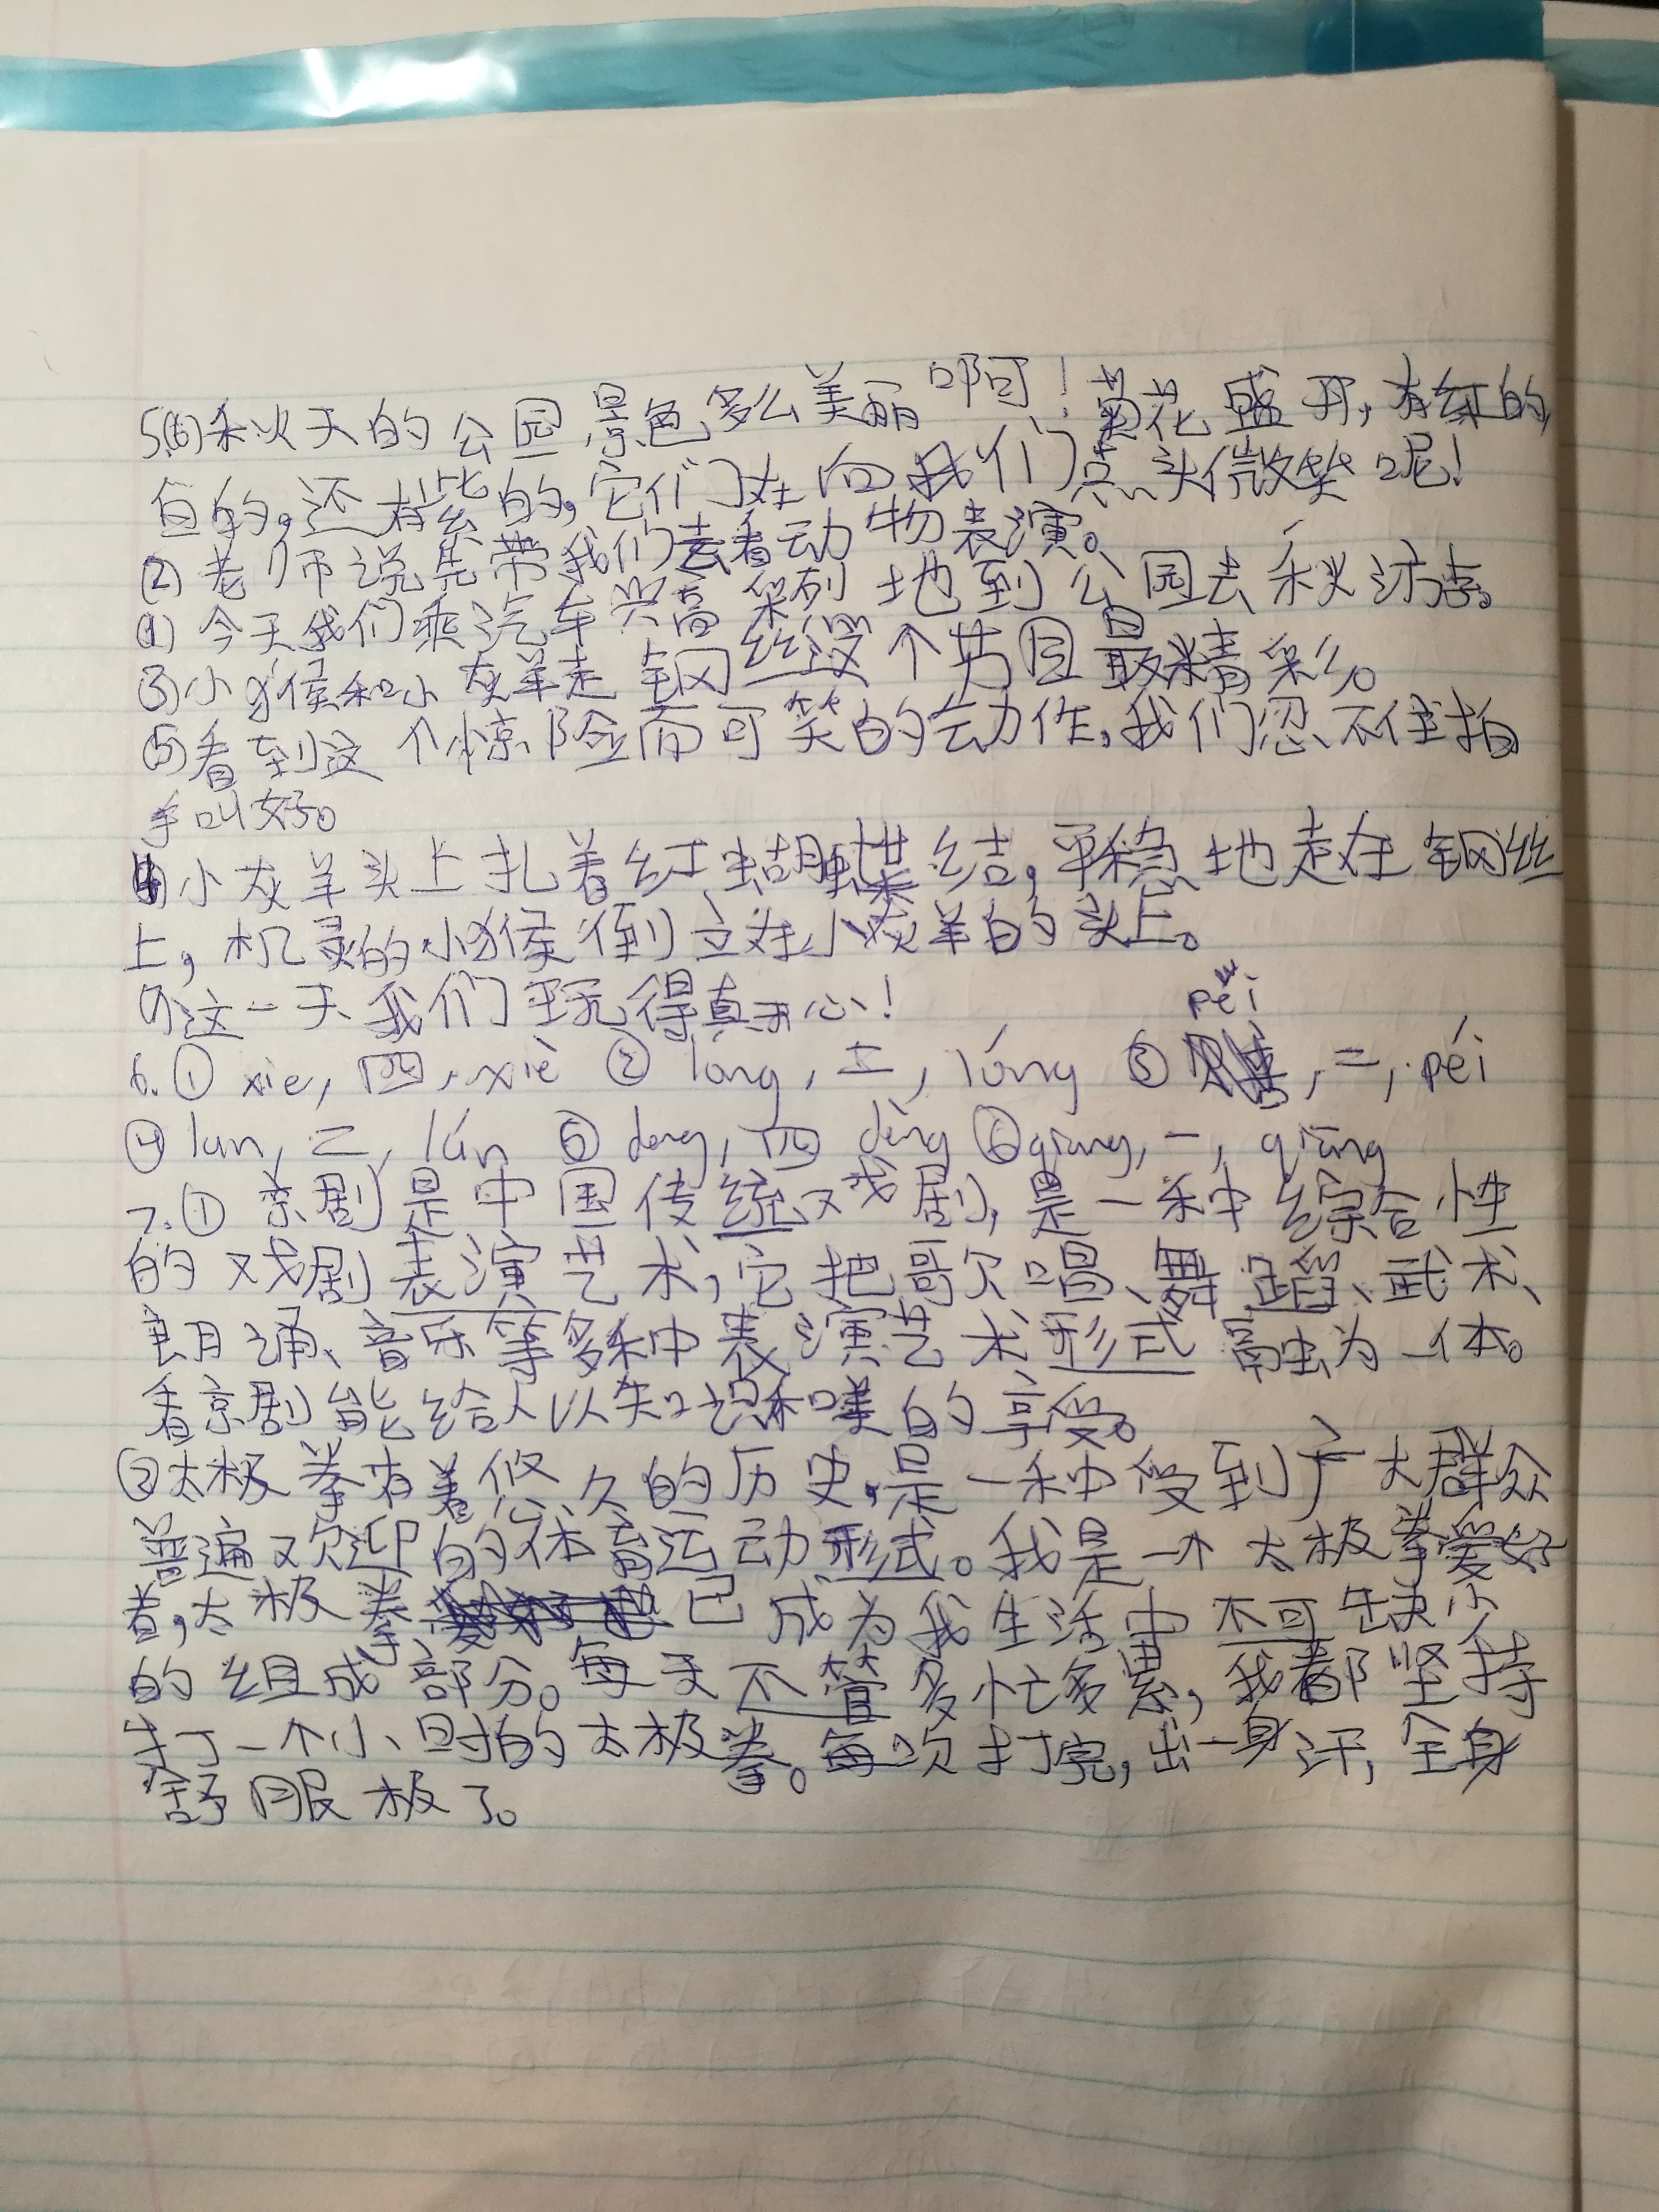 5.(6)秋天的公园景色多么美丽啊!菊花盛开,有红的
白的,还有紫的,它们在向我们点头微笑呢!
(2)老师说先带我们去看动物表演。
(1)今天我们乘汽车兴高采烈地到公园去秋游。
(3)小猴和小灰羊走钢丝这个节目最精彩。
(5)看到这个惊险而可笑的动作,我们忍不住拍
手叫好。
(4)小灰羊头上扎着红蝴蝶结,平稳地走在钢丝
上,机灵的小猴倒立在小灰羊的头上。
(7)这一天我们玩得真开心!
pěi
6.① xie,四,xiè ② long,二,lóng ③ ,二,péi
④ lun,二,lún ⑤ deng,四 dèng ⑥ qiang,一,qiāng
7.① 京剧是中国传统戏剧,是一种综合性
的戏剧表演艺术,它把歌唱、舞蹈、武术、
朗诵、音乐等多种表演艺术形式融为一体。
看京剧能给人以知识和美的享受。
②太极拳有着悠久的历史,是一种受到广大群众
普遍欢迎的体育运动形式。我是一个太极拳爱好
者,太极拳已成为我生活中不可缺少
的组成部分。每天不管多忙多累,我都坚持
打一个小时的太极拳。每次打完,出一身汗,全身
舒服极了。